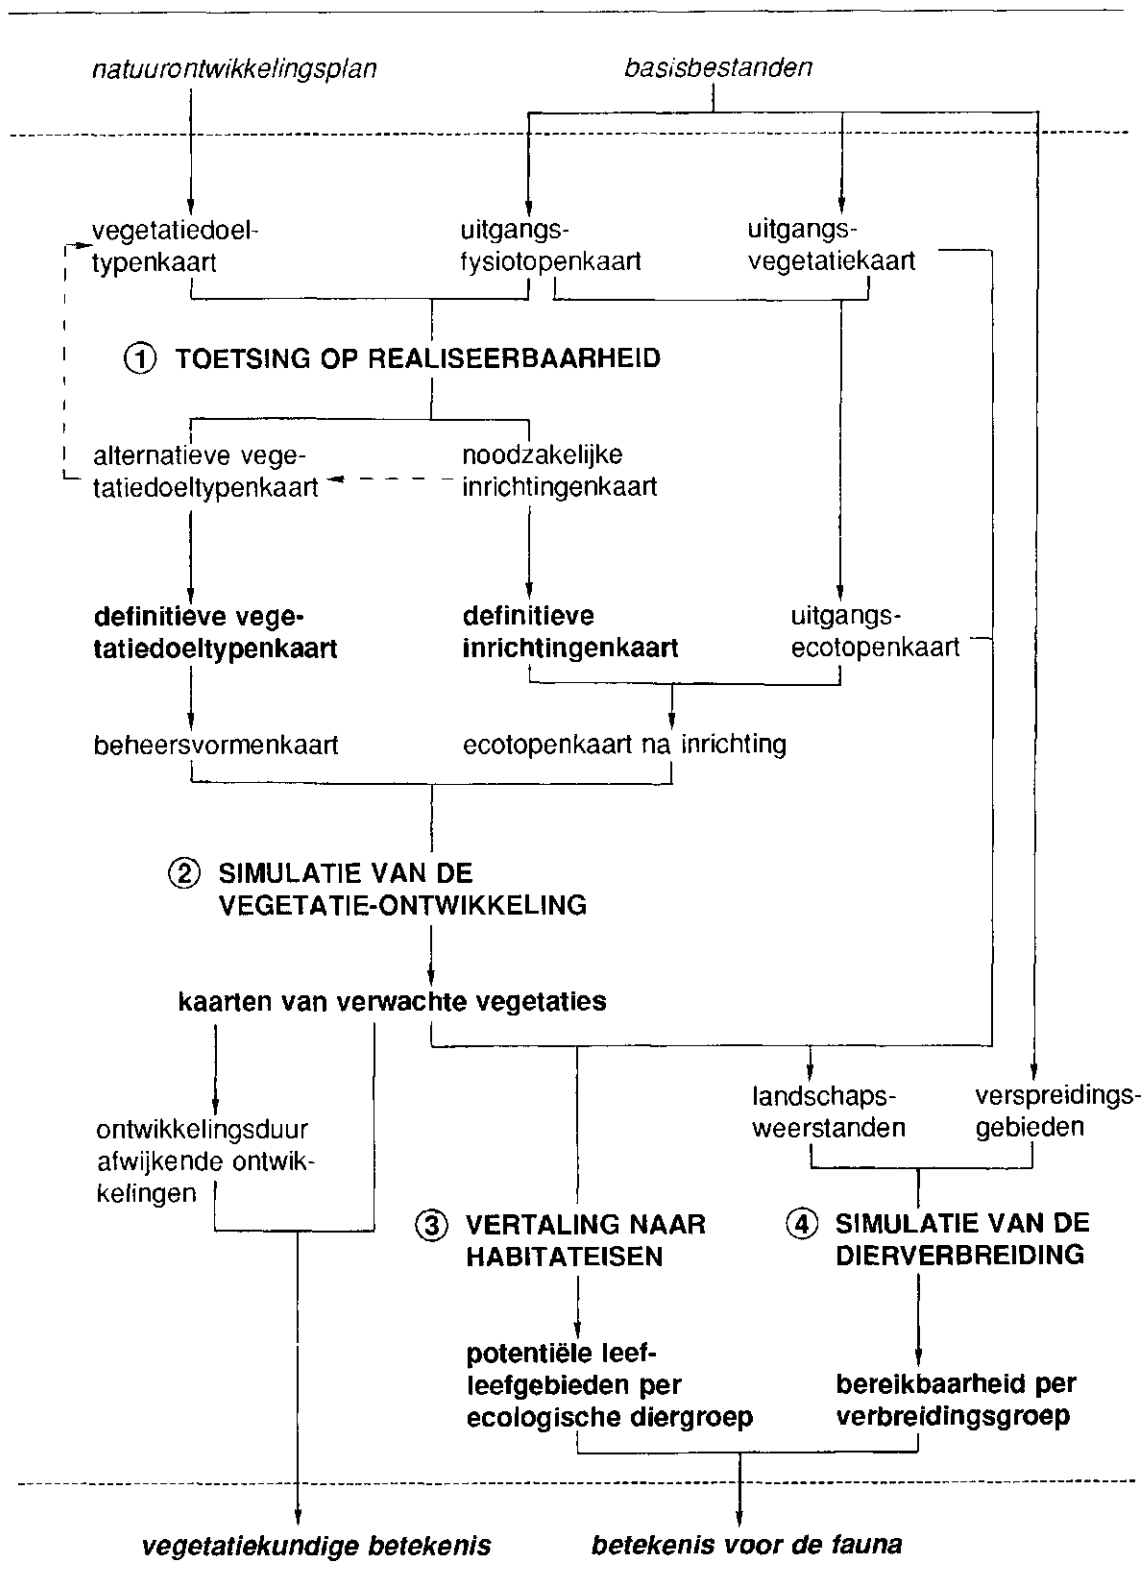 natuurontwikkelingsplan
basisbestanden
vegetatiedoel-
typenkaart
uitgangs-
fysiotopenkaart
uitgangs-
vegetatiekaart
1 TOETSING OP REALISEERBAARHEID
alternatieve vege-
tatiedoeltypenkaart
noodzakelijke
inrichtingenkaart
definitieve vege-
tatiedoeltypenkaart
definitieve
inrichtingenkaart
uitgangs-
ecotopenkaart
beheersvormenkaart
ecotopenkaart na inrichting
2 SIMULATIE VAN DE
VEGETATIE-ONTWIKKELING
kaarten van verwachte vegetaties
landschaps-
weerstanden
verspreidings-
gebieden
ontwikkelingsduur
afwijkende ontwik-
kelingen
3 VERTALING NAAR
HABITATEISEN
4 SIMULATIE VAN DE
DIERVERBREIDING
potentiële leef-
leefgebieden per
ecologische diergroep
bereikbaarheid per
verbreidingsgroep
vegetatiekundige betekenis
betekenis voor de fauna